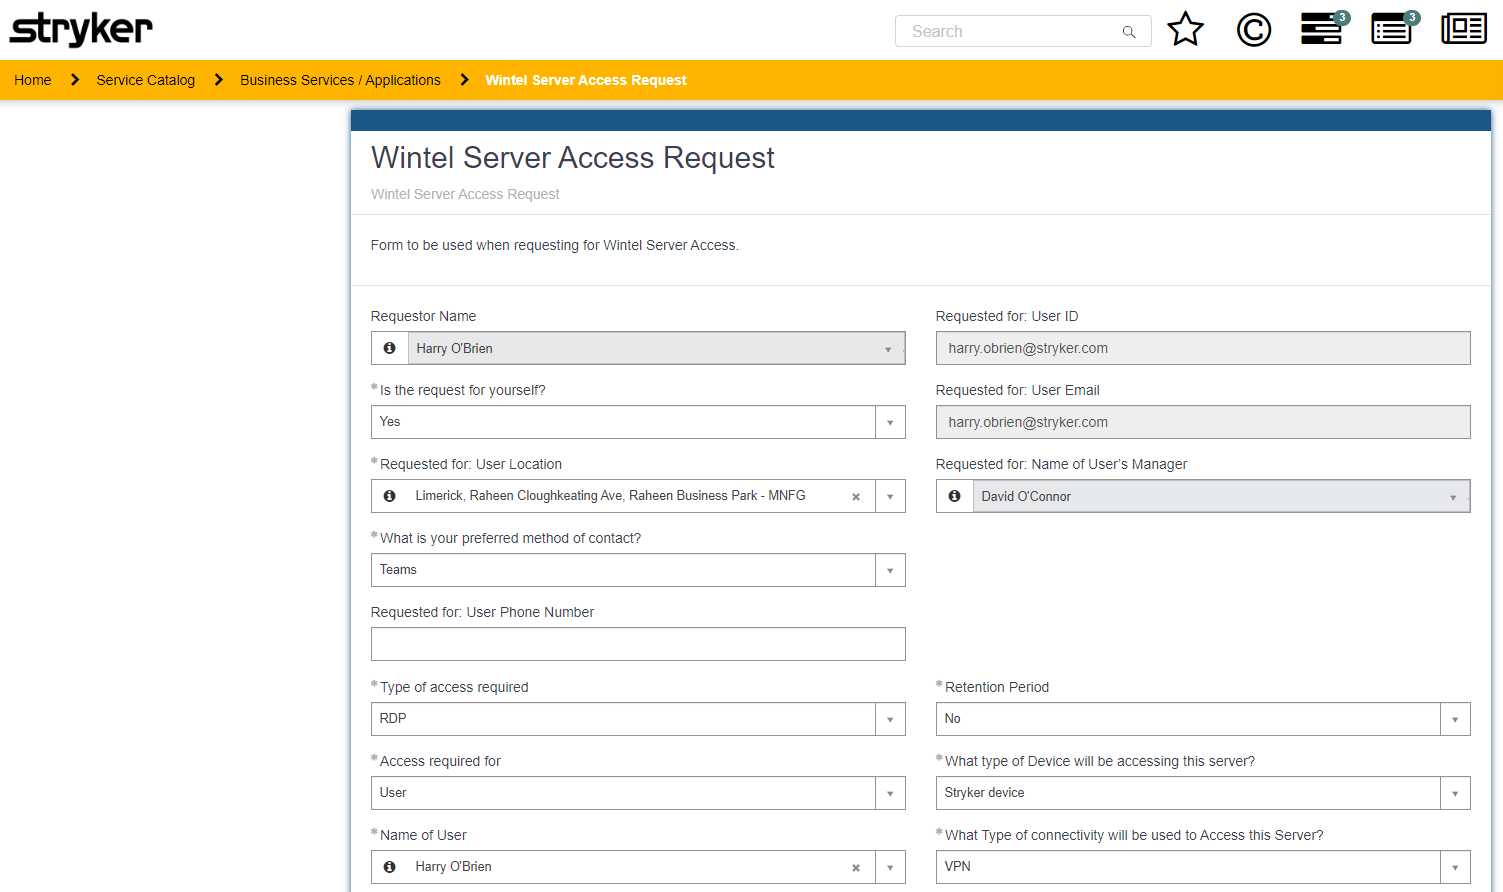 stryker
Search
3
3
Home
Service Catalog
Business Services / Applications
Wintel Server Access Request
Wintel Server Access Request
Wintel Server Access Request
Form to be used when requesting for Wintel Server Access.
Requestor Name
Harry O'Brien
Requested for: User ID
harry.obrien@stryker.com
* Is the request for yourself?
Yes
Requested for: User Email
harry.obrien@stryker.com
* Requested for: User Location
Limerick, Raheen Cloughkeating Ave, Raheen Business Park - MNFG
Requested for: Name of User's Manager
David O'Connor
* What is your preferred method of contact?
Teams
Requested for: User Phone Number
* Type of access required
RDP
* Retention Period
No
* Access required for
User
* What type of Device will be accessing this server?
Stryker device
* Name of User
Harry O'Brien
* What Type of connectivity will be used to Access this Server?
VPN